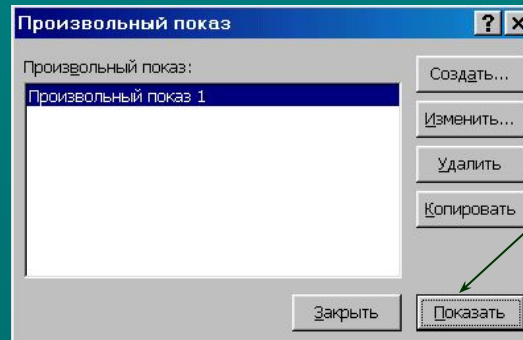 Произвольный показ
Произвольный показ:
Произвольный показ 1
Создать...
Изменить...
Удалить
Копировать
Закрыть
Показать